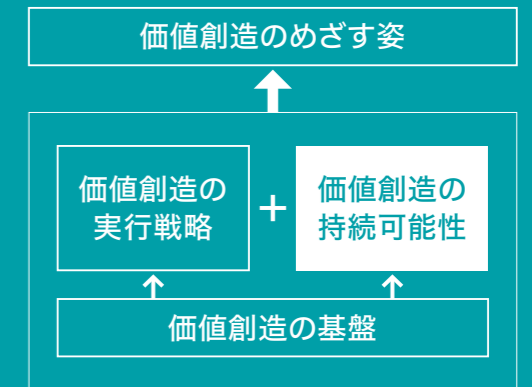 価値創造のめざす姿
価値創造の
実行戦略
+
価値創造の
持続可能性
価値創造の基盤